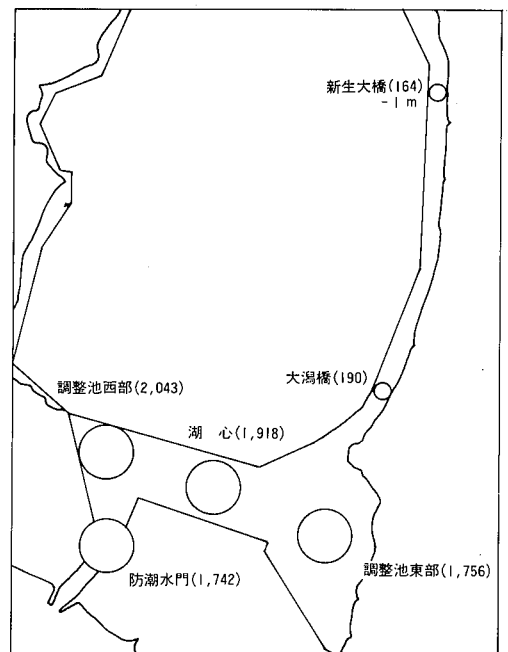 新生大橋(164)
-1m
大潟橋(190)
調整池西部(2,043)
湖 心(1,918)
防潮水門(1,742)
調整池東部(1,756)